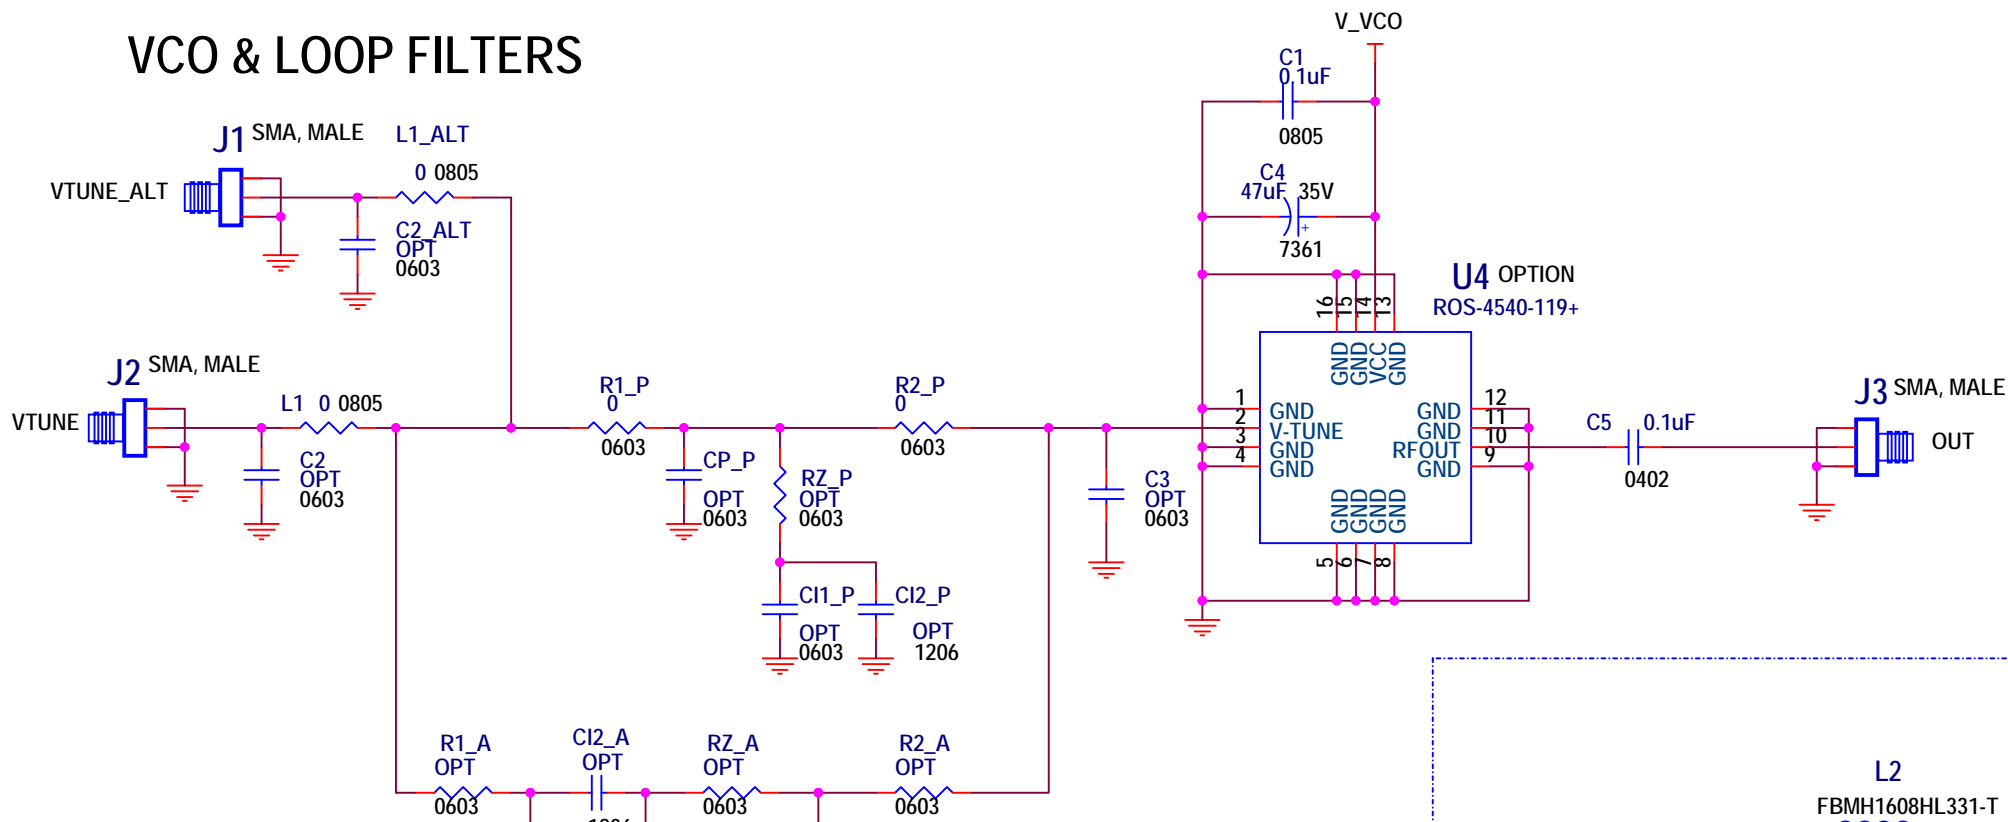 VCO & LOOP FILTERS
V_VCO
C1
0.1uF
0805
J1 SMA, MALE
L1_ALT
0 0805
VTUNE_ALT
C2_ALT
OPT
0603
C4
47uF 35V
+
7361
U4 OPTION
ROS-4540-119+
16 15 14 13
GND GND VCC GND
J2 SMA, MALE
VTUNE
L1 0 0805
C2
OPT
0603
R1_P
0
0603
CP_P
OPT
0603
RZ_P
OPT
0603
R2_P
0
0603
C3
OPT
0603
CI1_P
OPT
0603
CI2_P
OPT
1206
1 GND
2 V-TUNE
3 GND
4 GND
GND 12
GND 11
RFOUT 10
GND 9
GND GND GND GND
5 6 7 8
C5 0.1uF
0402
J3 SMA, MALE
OUT
R1_A
OPT
0603
CI2_A
OPT
RZ_A
OPT
0603
R2_A
OPT
0603
L2
FBMH1608HL331-T